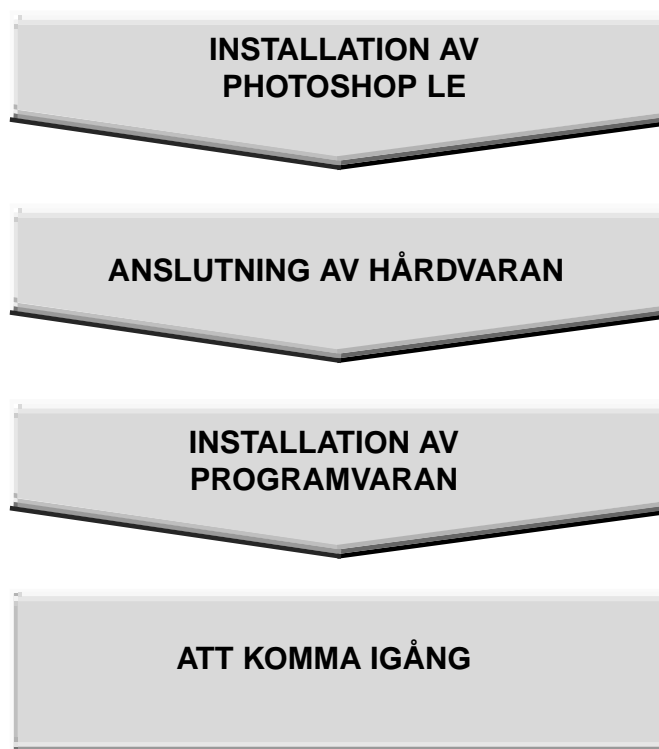 INSTALLATION AV
PHOTOSHOP LE
ANSLUTNING AV HÅRDVARAN
INSTALLATION AV
PROGRAMVARAN
ATT KOMMA IGÅNG